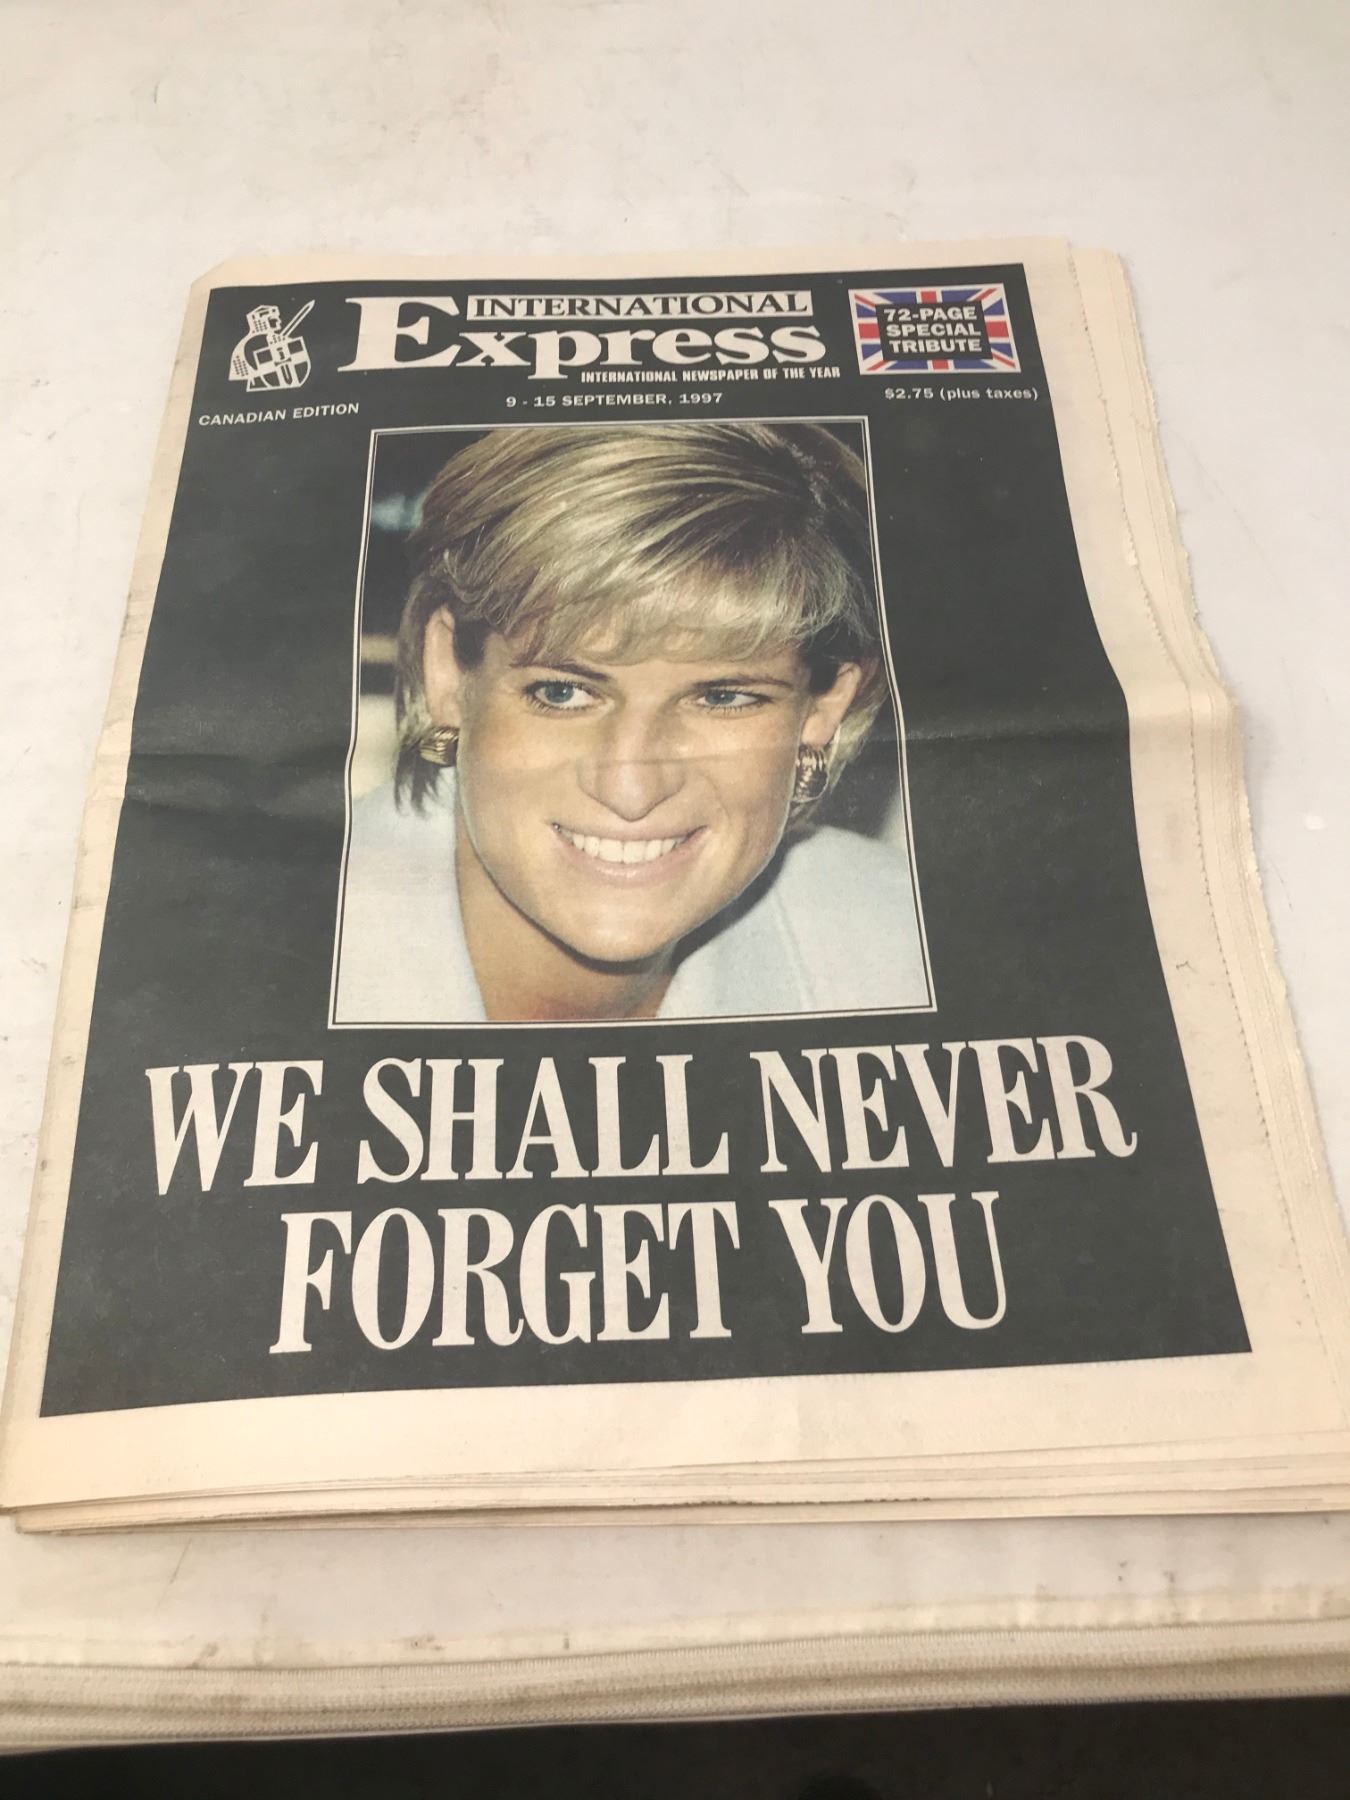 INTERNATIONAL
Express
INTERNATIONAL NEWSPAPER OF THE YEAR
72-PAGE
SPECIAL
TRIBUTE
CANADIAN EDITION
9 - 15 SEPTEMBER, 1997
$2.75 (plus taxes)
WE SHALL NEVER
FORGET YOU